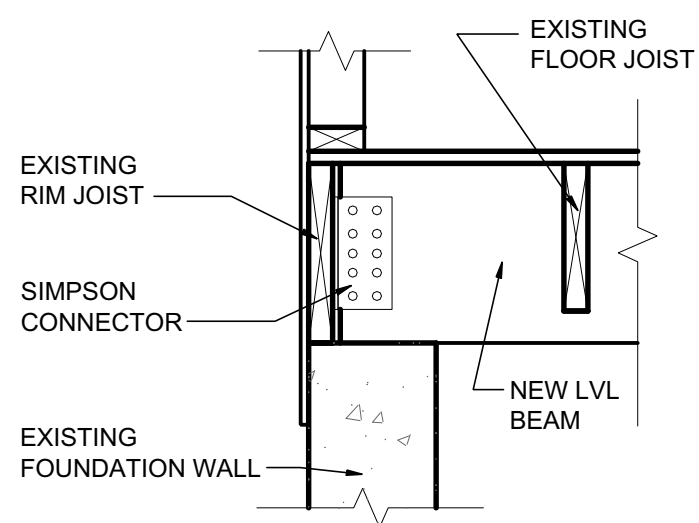 EXISTING
FLOOR JOIST
EXISTING
RIM JOIST
SIMPSON
CONNECTOR
NEW LVL
BEAM
EXISTING
FOUNDATION WALL